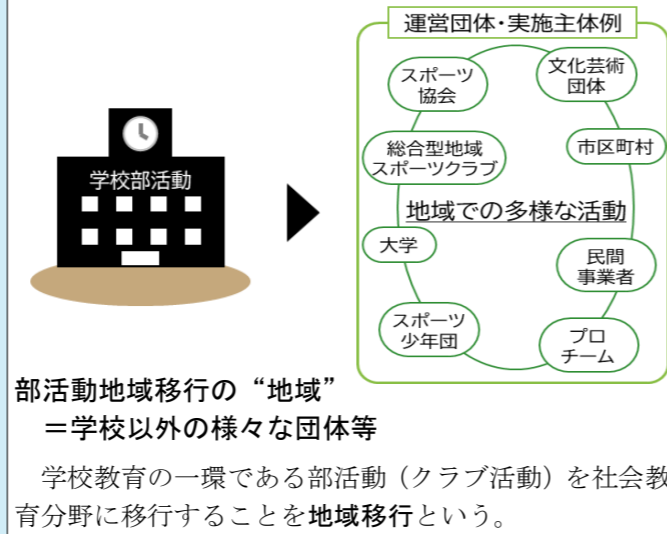 運営団体・実施主体例
スポーツ
協会
文化芸術
団体
総合型地域
スポーツクラブ
市区町村
学校部活動
地域での多様な活動
大学
民間
事業者
スポーツ
少年団
プロ
チーム
部活動地域移行の“地域”
＝学校以外の様々な団体等
学校教育の一環である部活動（クラブ活動）を社会教
育分野に移行することを地域移行という。